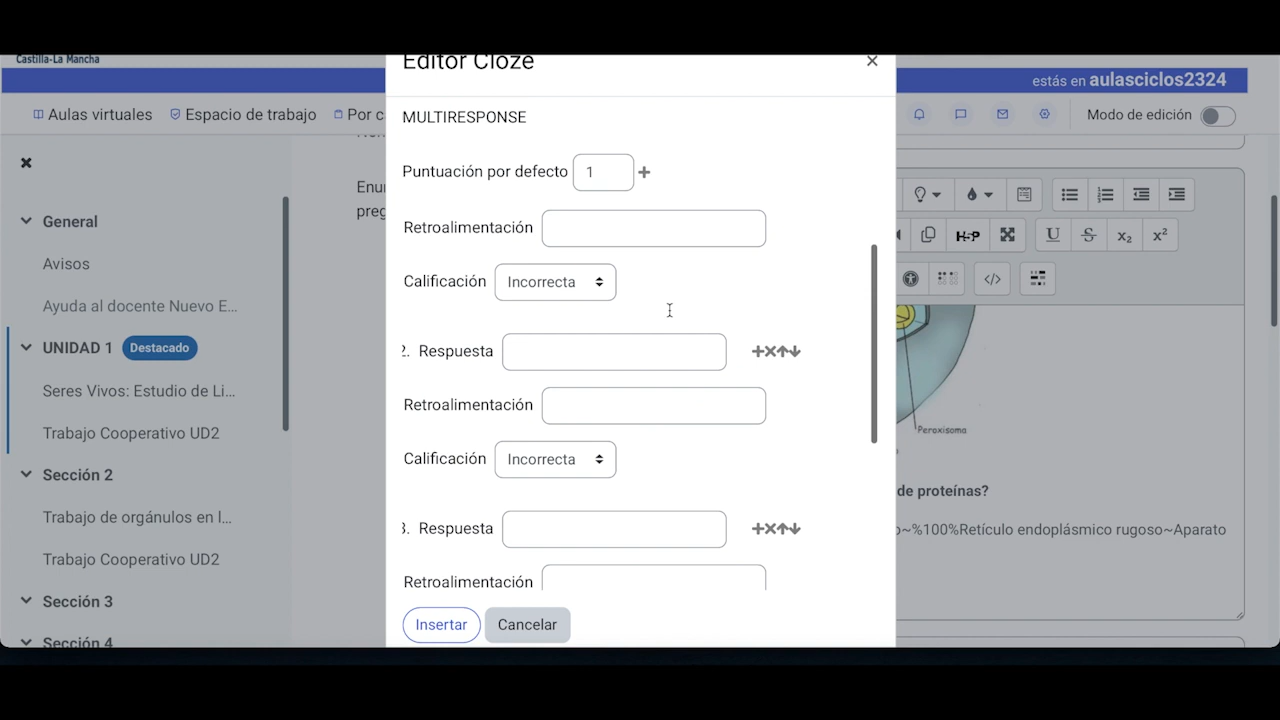 Castilla-La Mancha
estás en aulasciclos2324
Aulas virtuales
Espacio de trabajo
Por c
Modo de edición
General
Avisos
Ayuda al docente Nuevo E...
UNIDAD 1 Destacado
Seres Vivos: Estudio de Li...
Trabajo Cooperativo UD2
Sección 2
Trabajo de orgánulos en l...
Trabajo Cooperativo UD2
Sección 3
Sección 4
Enu
preg
Editor Cloze
MULTIRESPONSE
Puntuación por defecto 1
Retroalimentación
Calificación Incorrecta
2. Respuesta
Retroalimentación
Calificación Incorrecta
3. Respuesta
Retroalimentación
Insertar Cancelar
H5P
U S x₂ x²
</>
Peroxisoma
de proteínas?
o~%100%Retículo endoplásmico rugoso~Aparato